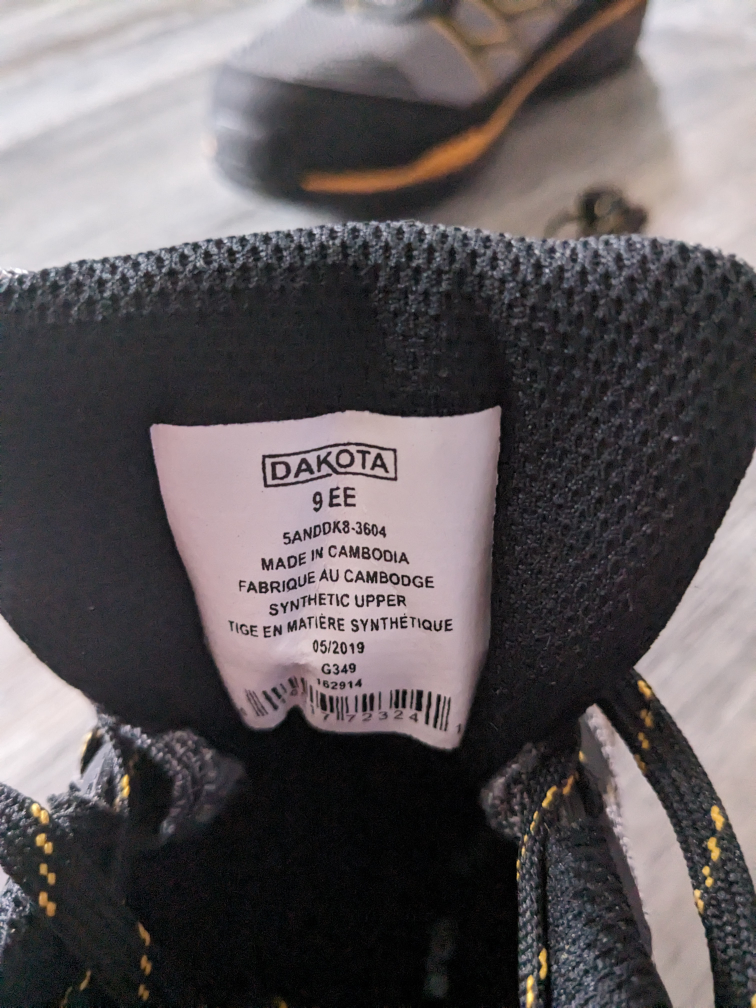 DAKOTA
9 EE
5ANDDK8-3604
MADE IN CAMBODIA
FABRIQUE AU CAMBODGE
SYNTHETIC UPPER
TIGE EN MATIÈRE SYNTHÉTIQUE
05/2019
G349
162914